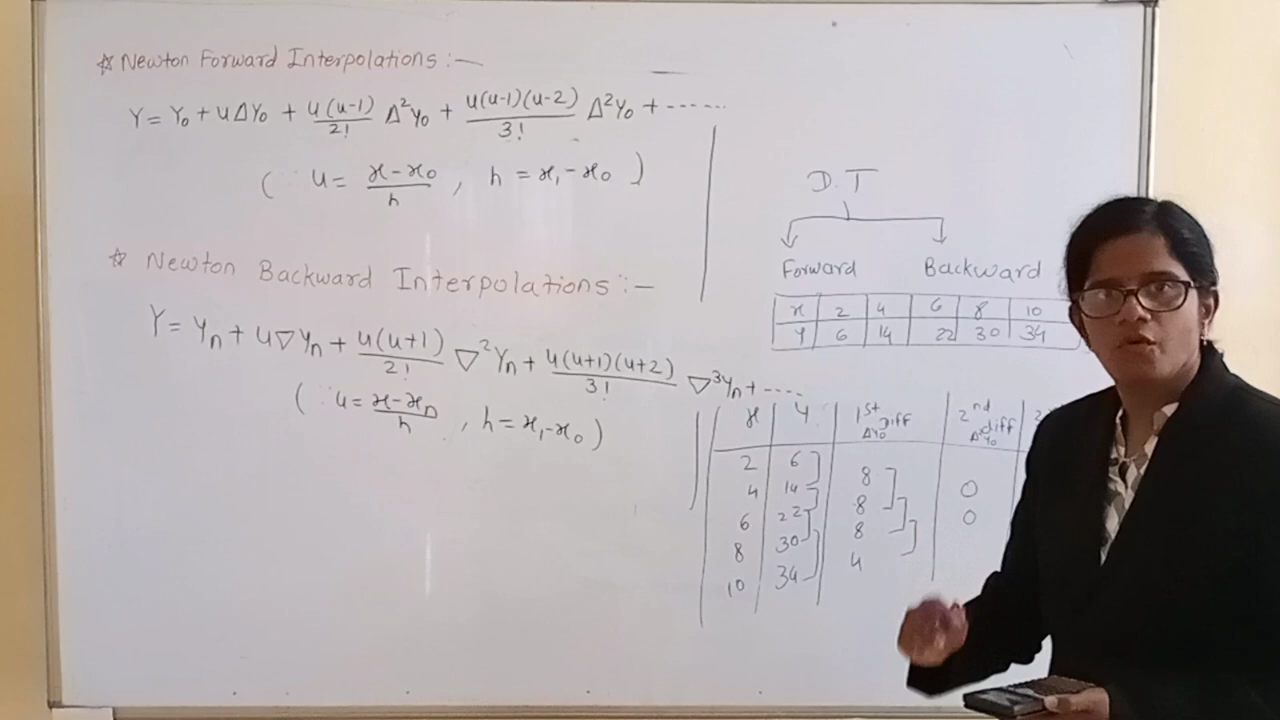 ☆ Newton Forward Interpolations :—
Y = Y₀ + uΔY₀ + u(u-1)/2! Δ²Y₀ + u(u-1)(u-2)/3! Δ²Y₀ + ------
( ∵ u = x-x₀/h , h = x₁-x₀ )
☆ Newton Backward Interpolations :—
Y = Yₙ + u∇Yₙ + u(u+1)/2! ∇²Yₙ + u(u+1)(u+2)/3! ∇³Yₙ + ----
( ∵ u = x-xₙ/h , h = x₁-x₀ )
D.T
Forward Backward
x 2 4 6 8 10
Y 6 14 22 30 34
x Y 1st diff ΔY₀ 2nd diff Δ²Y₀
2 6
8
4 14 0
8
6 22 0
8
8 30
4
10 34